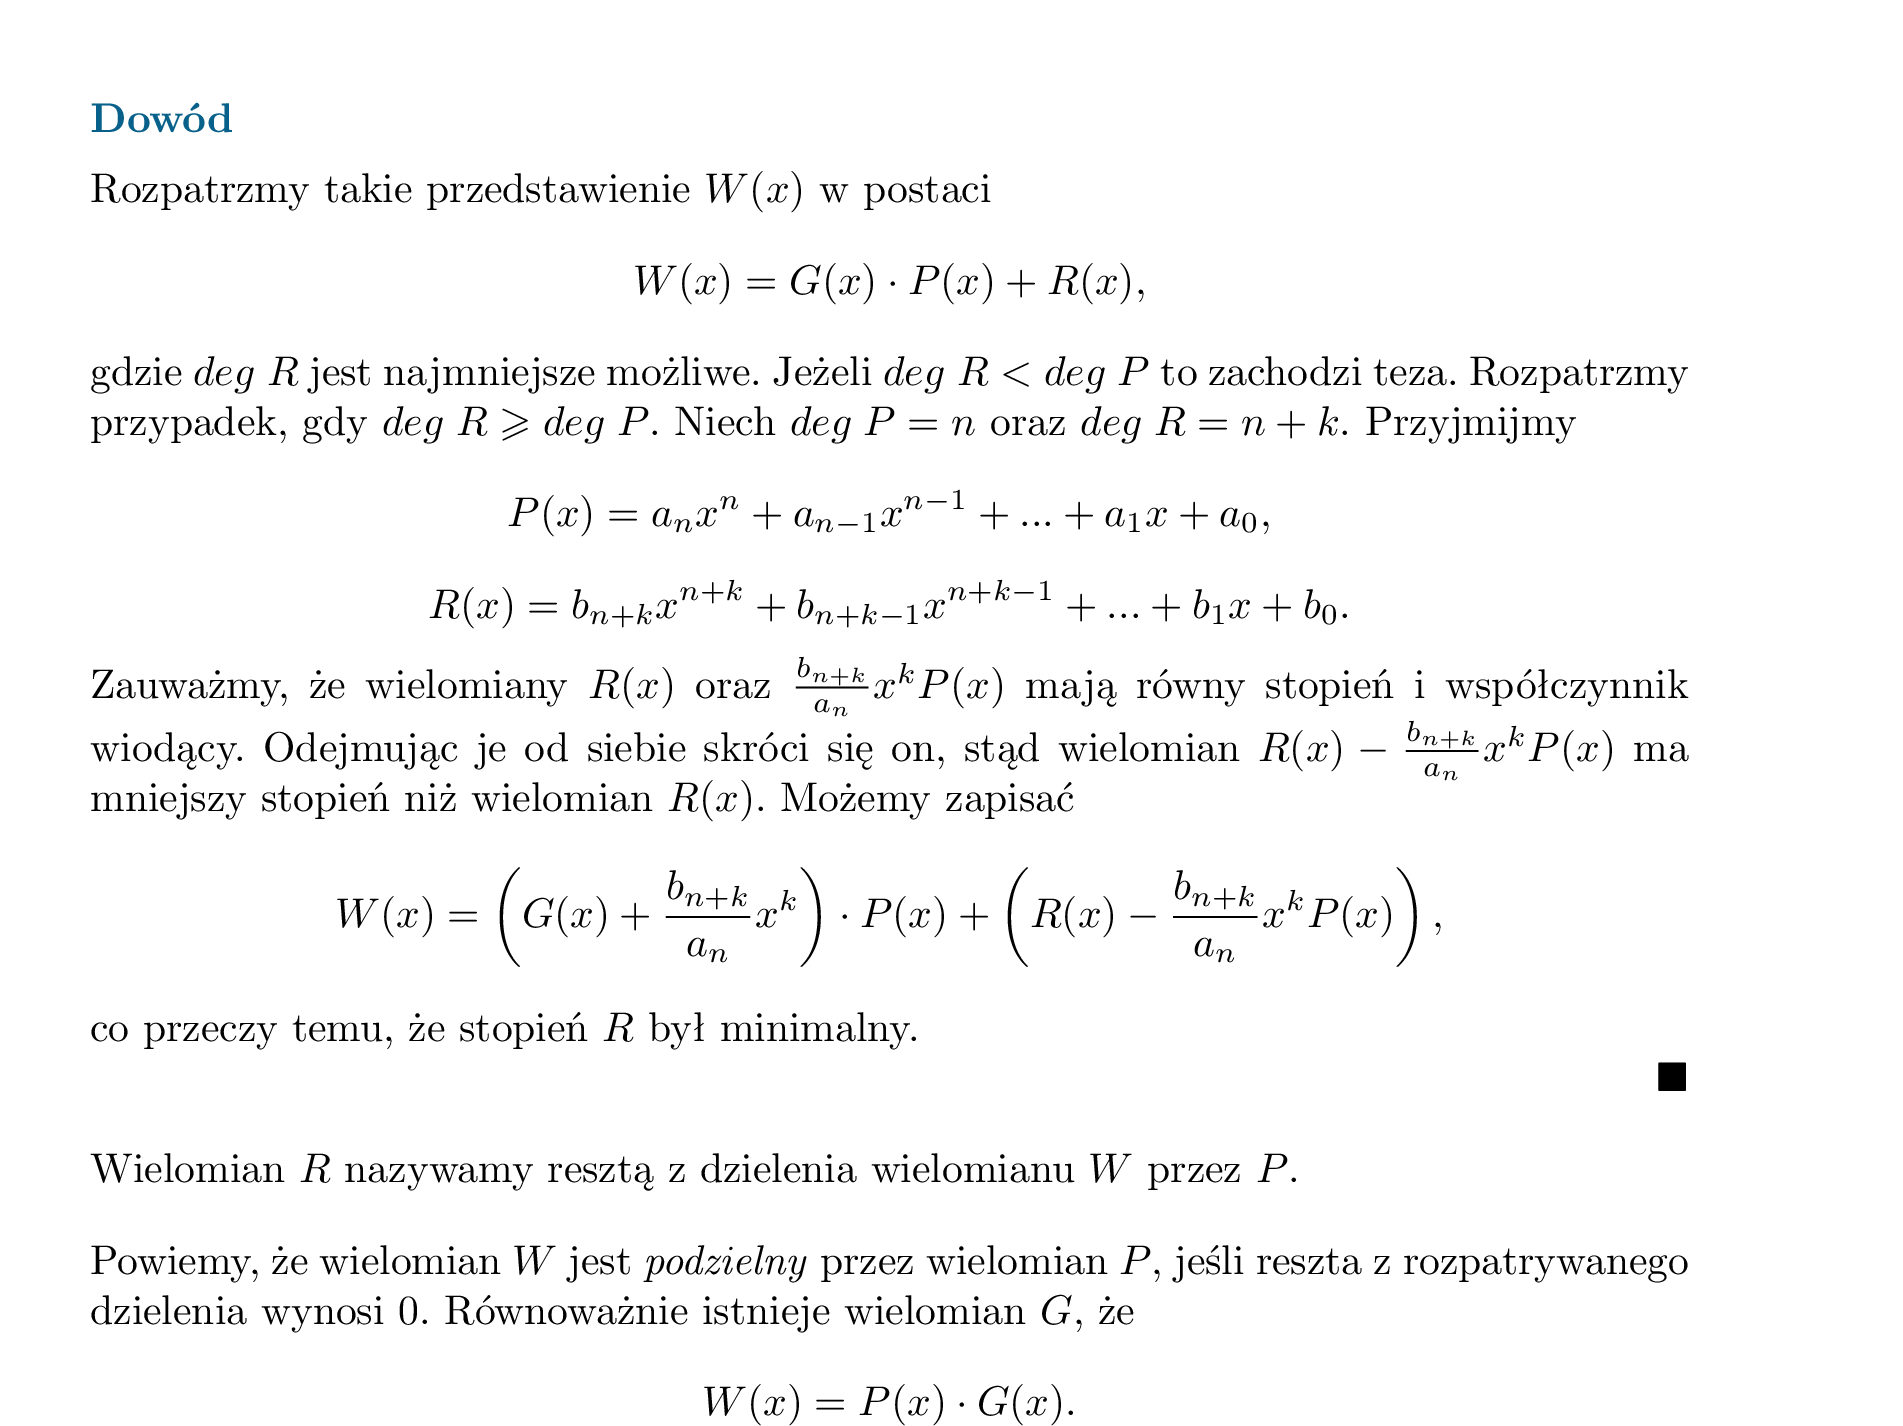 Dowód
Rozpatrzmy takie przedstawienie W(x) w postaci
W(x) = G(x) · P(x) + R(x),
gdzie deg R jest najmniejsze możliwe. Jeżeli deg R < deg P to zachodzi teza. Rozpatrzmy
przypadek, gdy deg R ⩾ deg P. Niech deg P = n oraz deg R = n + k. Przyjmijmy
P(x) = a_n x^n + a_{n−1} x^{n−1} + ... + a_1 x + a_0,
R(x) = b_{n+k} x^{n+k} + b_{n+k−1} x^{n+k−1} + ... + b_1 x + b_0.
Zauważmy, że wielomiany R(x) oraz \frac{b_{n+k}}{a_n} x^k P(x) mają równy stopień i współczynnik
wiodący. Odejmując je od siebie skróci się on, stąd wielomian R(x) − \frac{b_{n+k}}{a_n} x^k P(x) ma
mniejszy stopień niż wielomian R(x). Możemy zapisać
W(x) = \left( G(x) + \frac{b_{n+k}}{a_n} x^k \right) · P(x) + \left( R(x) − \frac{b_{n+k}}{a_n} x^k P(x) \right),
co przeczy temu, że stopień R był minimalny.
■
Wielomian R nazywamy resztą z dzielenia wielomianu W przez P.
Powiemy, że wielomian W jest podzielny przez wielomian P, jeśli reszta z rozpatrywanego
dzielenia wynosi 0. Równoważnie istnieje wielomian G, że
W(x) = P(x) · G(x).